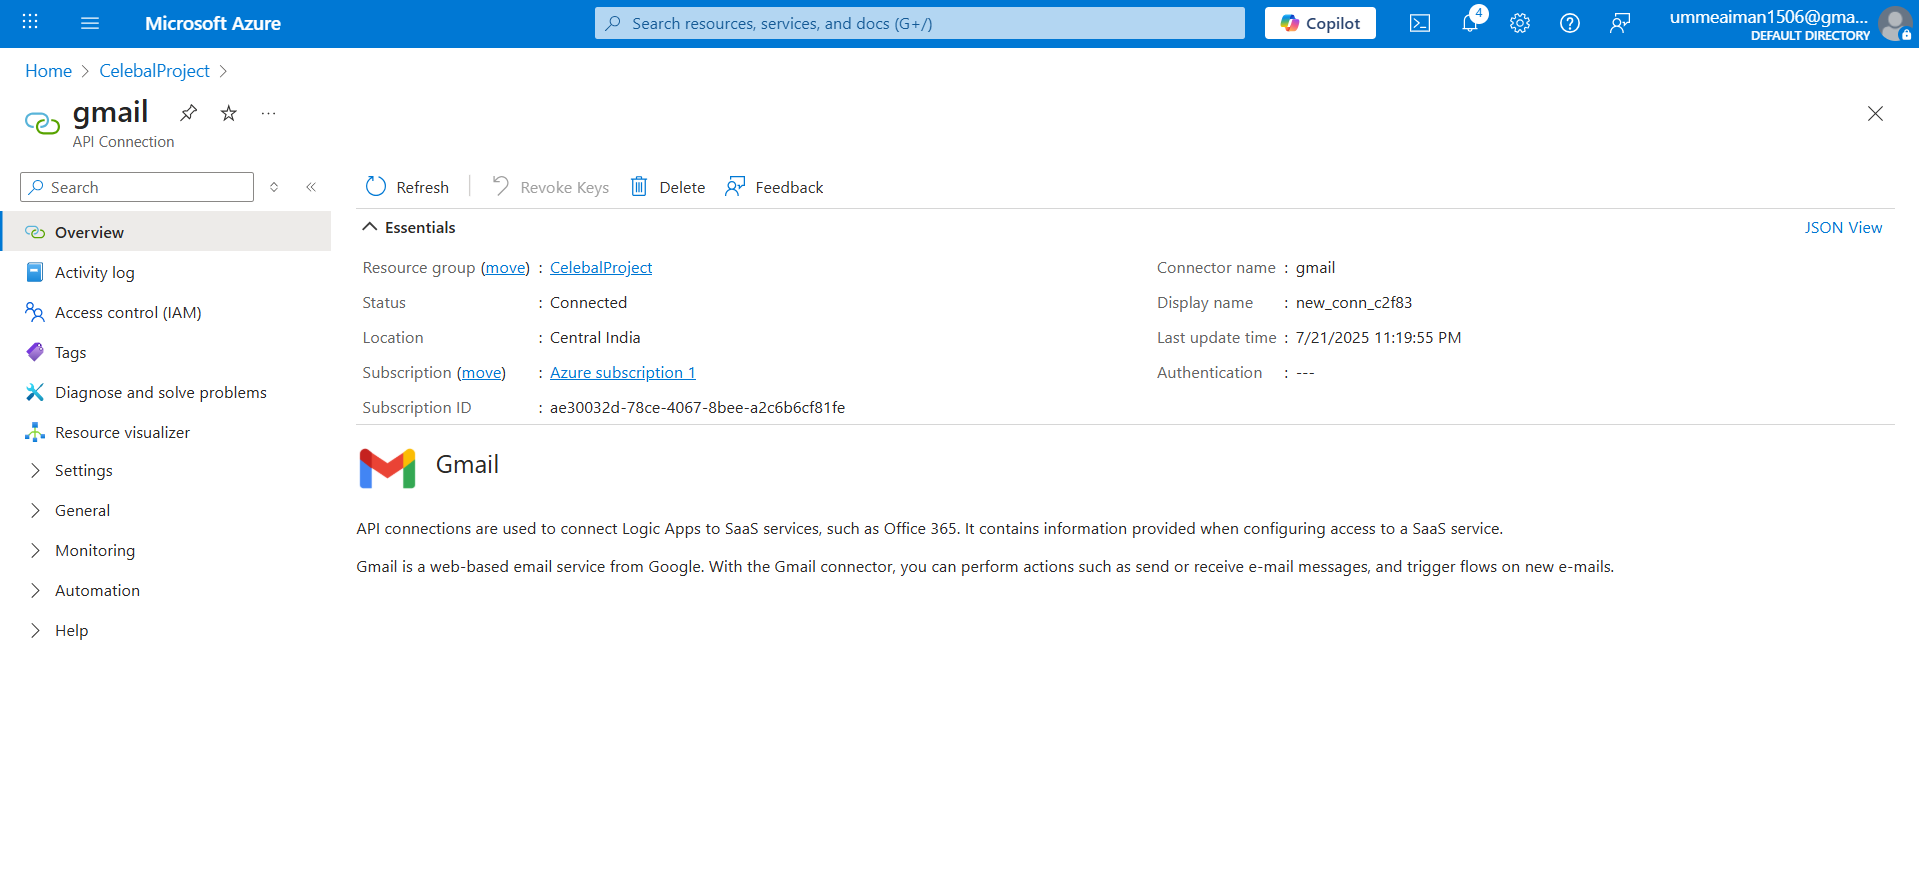 Microsoft Azure
Search resources, services, and docs (G+/)
Copilot
4
ummeaiman1506@gma...
DEFAULT DIRECTORY
Home > CelebalProject >
gmail
...
API Connection
Search
«
Refresh
Revoke Keys
Delete
Feedback
Overview
Activity log
Access control (IAM)
Tags
Diagnose and solve problems
Resource visualizer
Settings
General
Monitoring
Automation
Help
Essentials
JSON View
Resource group (move) : CelebalProject
Status : Connected
Location : Central India
Subscription (move) : Azure subscription 1
Subscription ID : ae30032d-78ce-4067-8bee-a2c6b6cf81fe
Connector name : gmail
Display name : new_conn_c2f83
Last update time : 7/21/2025 11:19:55 PM
Authentication : ---
Gmail
API connections are used to connect Logic Apps to SaaS services, such as Office 365. It contains information provided when configuring access to a SaaS service.
Gmail is a web-based email service from Google. With the Gmail connector, you can perform actions such as send or receive e-mail messages, and trigger flows on new e-mails.